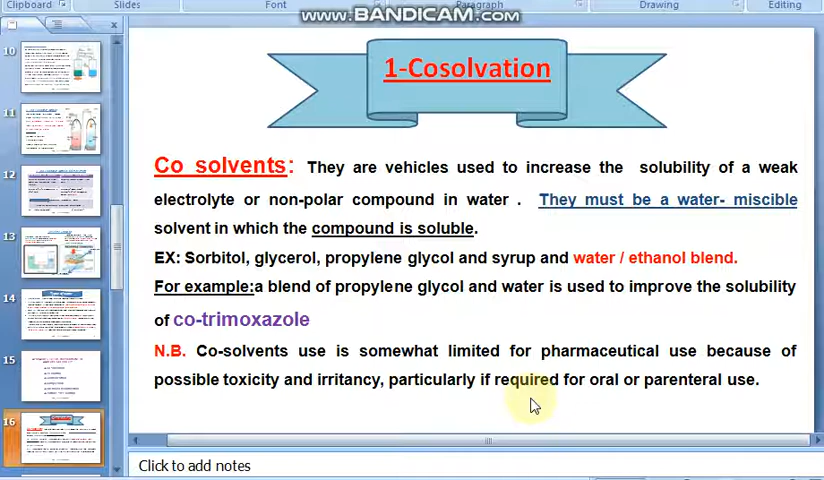 Clipboard
Slides
Font
Paragraph
Drawing
Editing
www.BANDICAM.com
10
11
12
13
14
15
16
1-Cosolvation
Co solvents: They are vehicles used to increase the solubility of a weak
electrolyte or non-polar compound in water . They must be a water- miscible
solvent in which the compound is soluble.
EX: Sorbitol, glycerol, propylene glycol and syrup and water / ethanol blend.
For example:a blend of propylene glycol and water is used to improve the solubility
of co-trimoxazole
N.B. Co-solvents use is somewhat limited for pharmaceutical use because of
possible toxicity and irritancy, particularly if required for oral or parenteral use.
Click to add notes